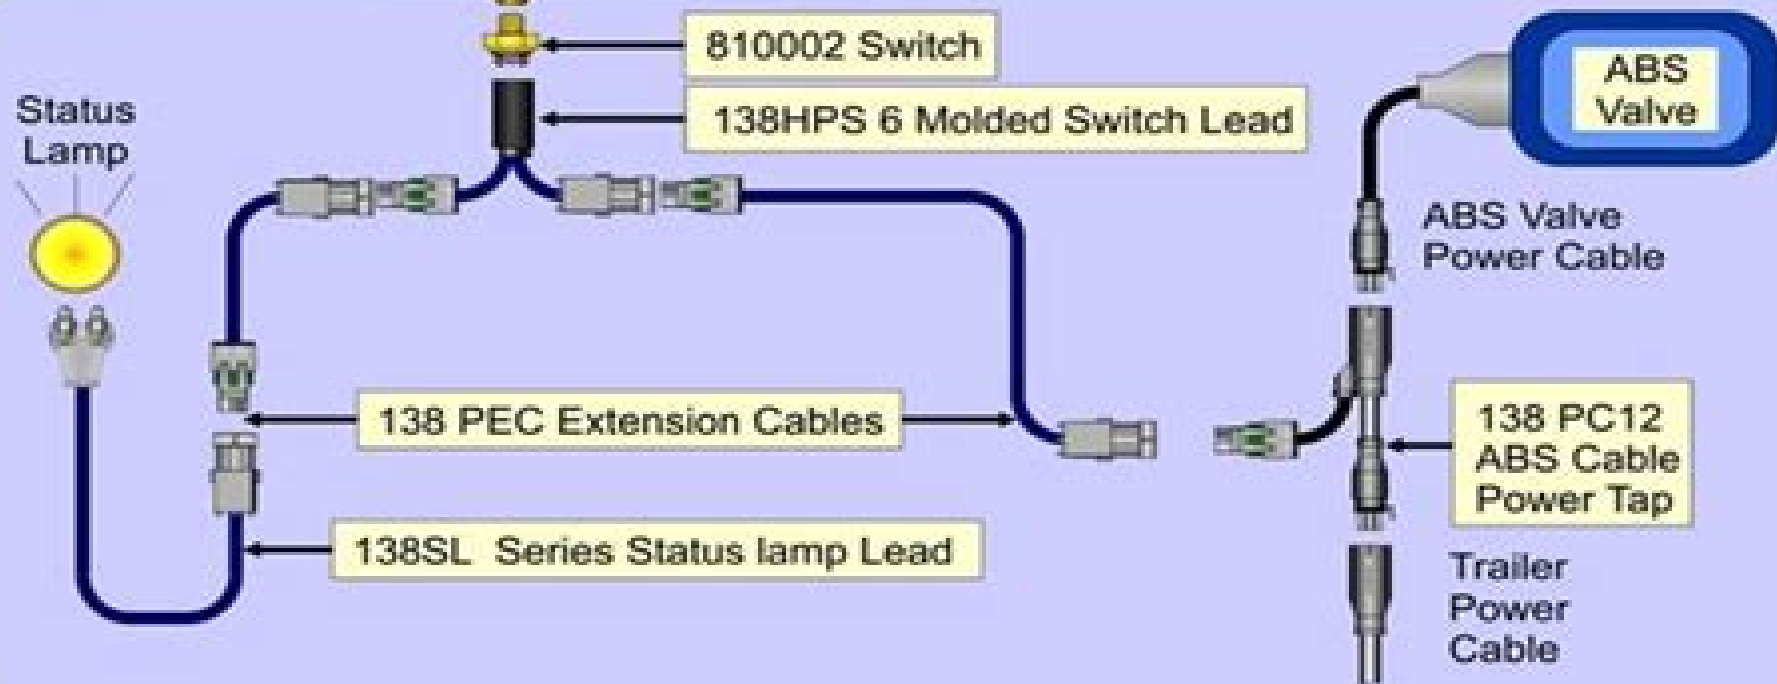 810002 Switch
138HPS 6 Molded Switch Lead
ABS
Valve
Status
Lamp
ABS Valve
Power Cable
138 PEC Extension Cables
138 PC12
ABS Cable
Power Tap
138SL Series Status lamp Lead
Trailer
Power
Cable